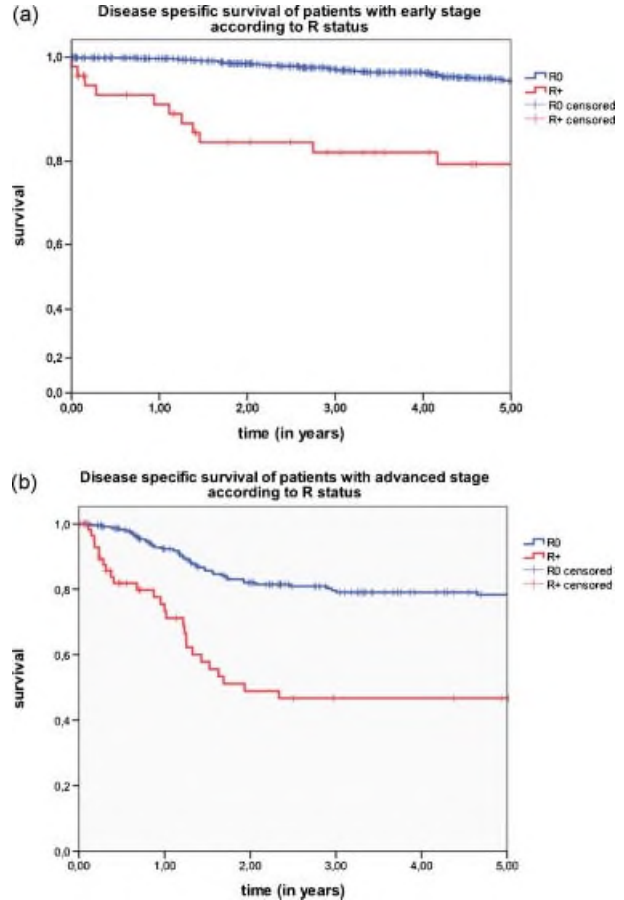 (a)
Disease spesific survival of patients with early stage
according to R status
1,0
0,8
0,6
0,4
0,2
0,0
survival
0,00
1,00
2,00
3,00
4,00
5,00
time (in years)
R0
R+
R0 censored
R+ censored
(b)
Disease specific survival of patients with advanced stage
according to R status
1,0
0,8
0,6
0,4
0,2
0,0
survival
0,00
1,00
2,00
3,00
4,00
5,00
time (in years)
R0
R+
R0 censored
R+ censored